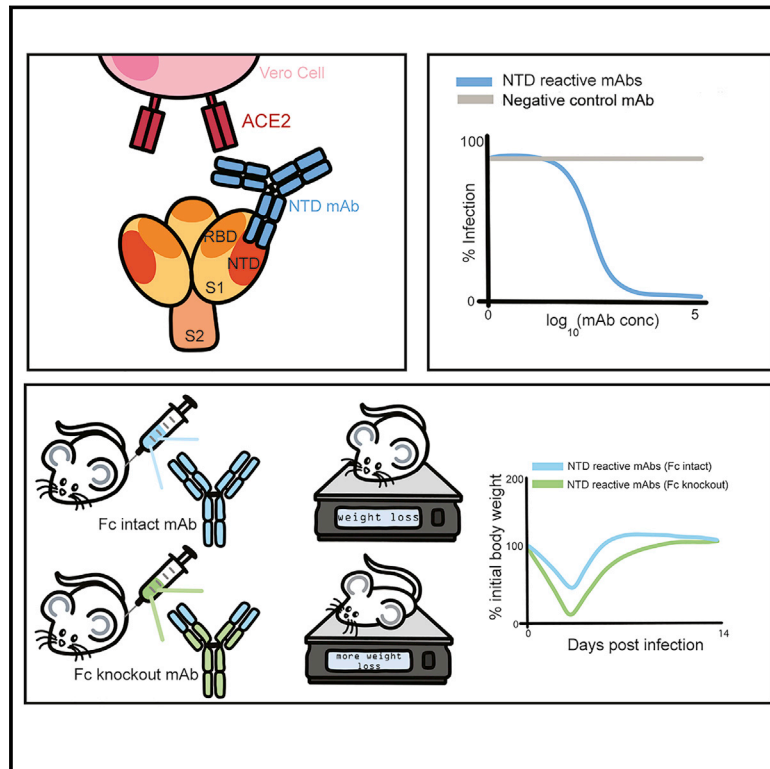 Vero Cell
ACE2
NTD mAb
RBD
NTD
S1
S2
NTD reactive mAbs
Negative control mAb
100
% Infection
0
0
5
log10(mAb conc)
Fc intact mAb
weight loss
Fc knockout mAb
more weight
loss
NTD reactive mAbs (Fc intact)
NTD reactive mAbs (Fc knockout)
200
100
0
% initial body weight
0
14
Days post infection